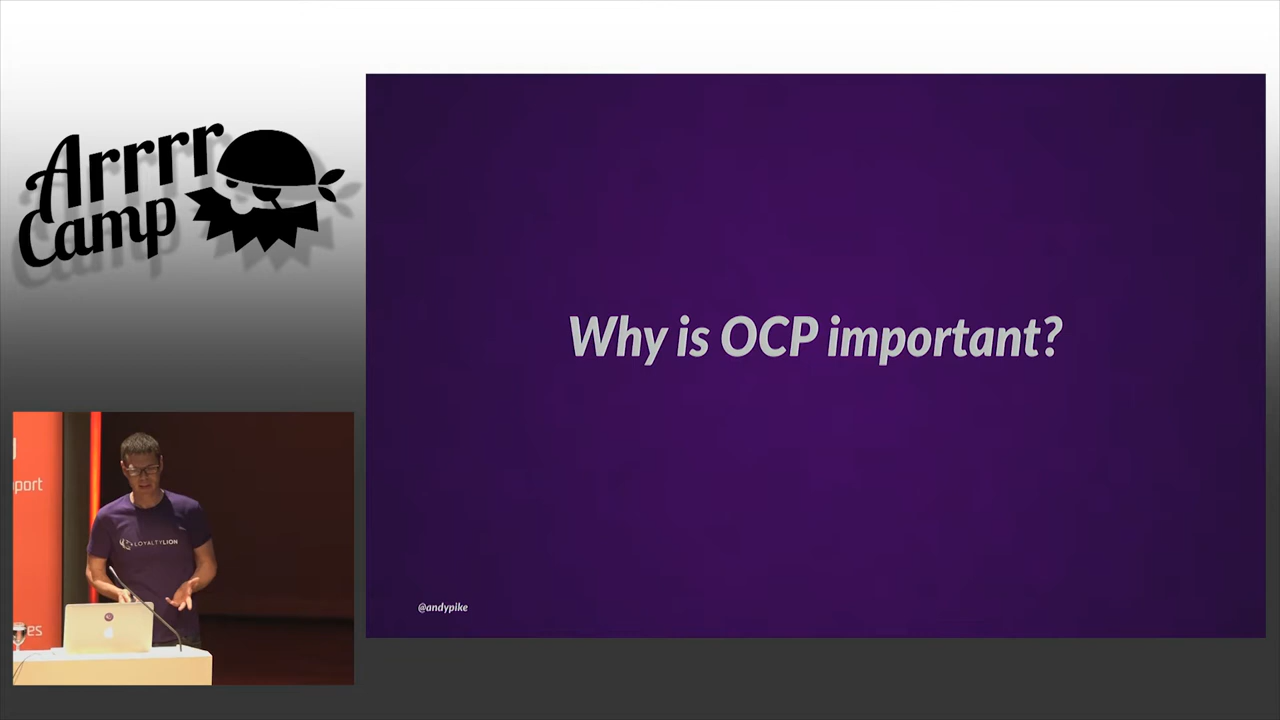 Arrrr
Camp
Why is OCP important?
port
LOYALTYLION
es
@andypike